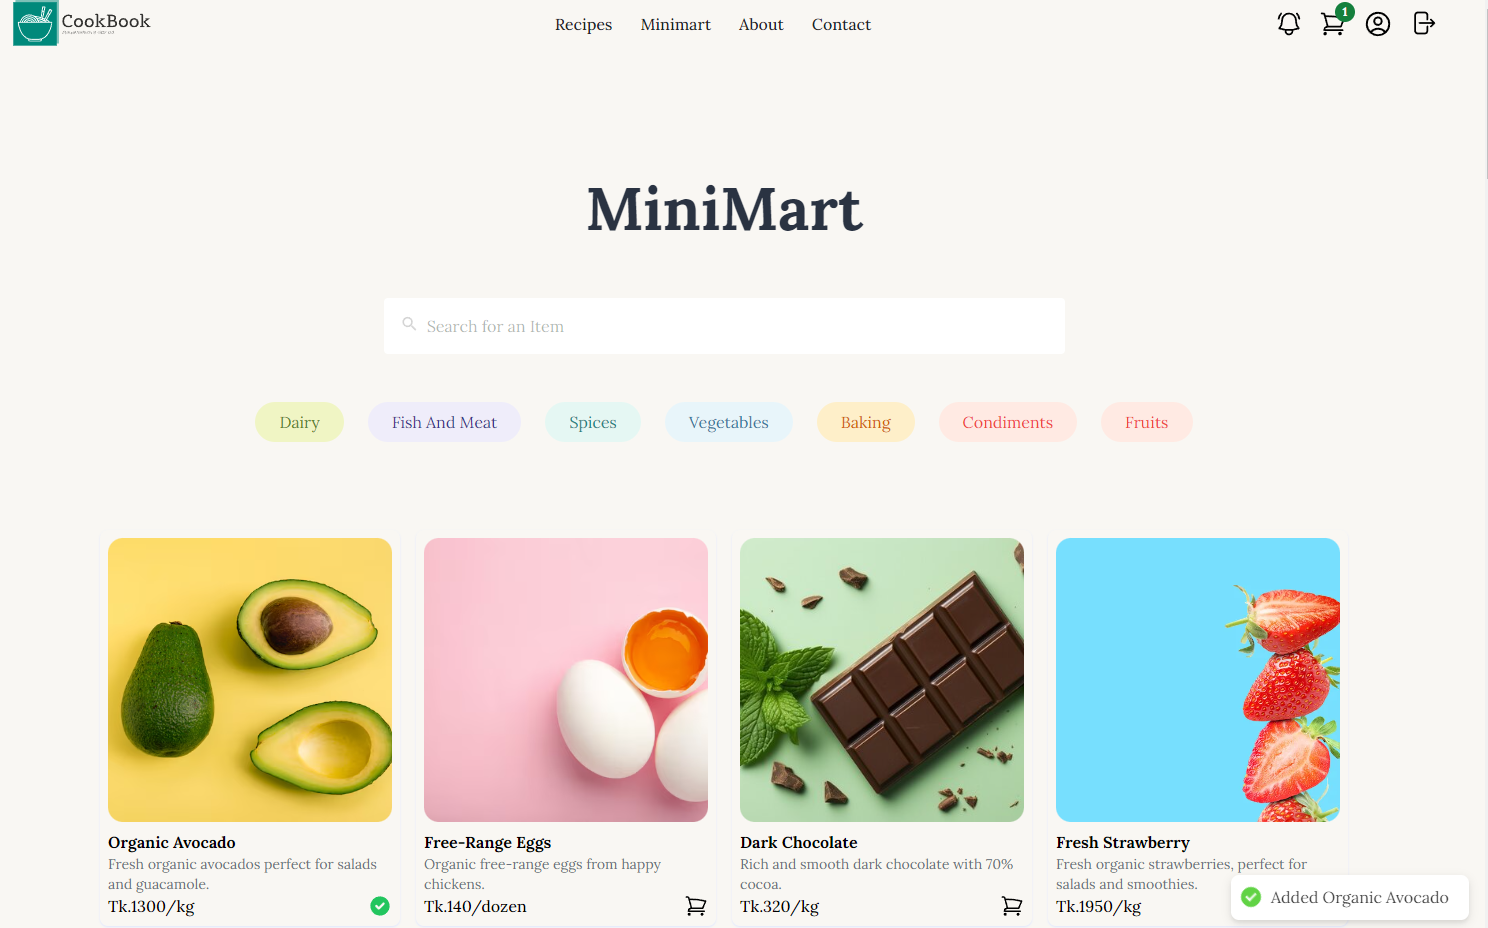 CookBook
Recipes Minimart About Contact
1
MiniMart
Search for an Item
Dairy Fish And Meat Spices Vegetables Baking Condiments Fruits
Organic Avocado
Fresh organic avocados perfect for salads
and guacamole.
Tk.1300/kg
Free-Range Eggs
Organic free-range eggs from happy
chickens.
Tk.140/dozen
Dark Chocolate
Rich and smooth dark chocolate with 70%
cocoa.
Tk.320/kg
Fresh Strawberry
Fresh organic strawberries, perfect for
salads and smoothies.
Tk.1950/kg
Added Organic Avocado